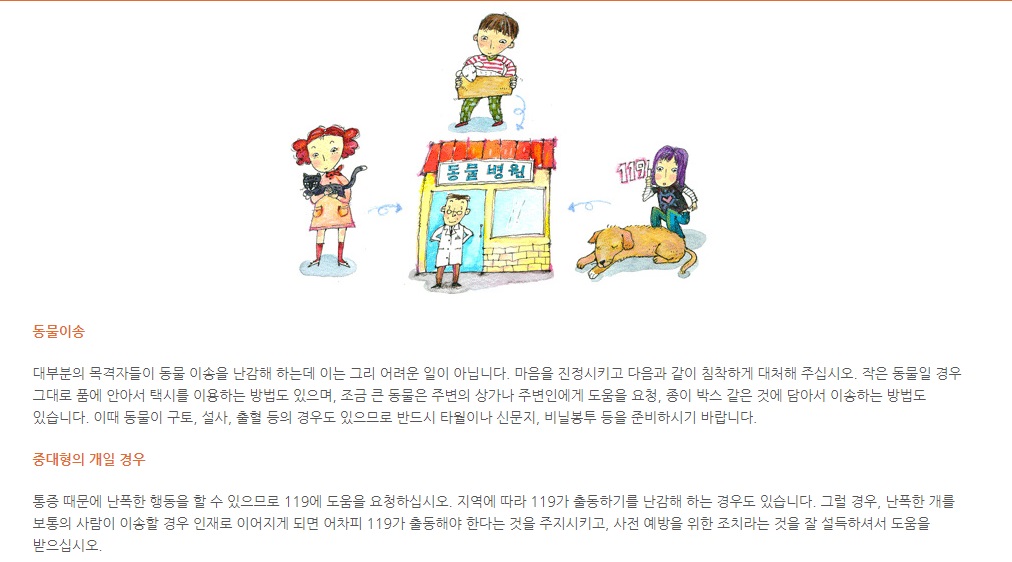 동물병원
119
동물이송
대부분의 목격자들이 동물 이송을 난감해 하는데 이는 그리 어려운 일이 아닙니다. 마음을 진정시키고 다음과 같이 침착하게 대처해 주십시오. 작은 동물일 경우
그대로 품에 안아서 택시를 이용하는 방법도 있으며, 조금 큰 동물은 주변의 상가나 주변인에게 도움을 요청, 종이 박스 같은 것에 담아서 이송하는 방법도
있습니다. 이때 동물이 구토, 설사, 출혈 등의 경우도 있으므로 반드시 타월이나 신문지, 비닐봉투 등을 준비하시기 바랍니다.
중대형의 개일 경우
통증 때문에 난폭한 행동을 할 수 있으므로 119에 도움을 요청하십시오. 지역에 따라 119가 출동하기를 난감해 하는 경우도 있습니다. 그럴 경우, 난폭한 개를
보통의 사람이 이송할 경우 인재로 이어지게 되면 어차피 119가 출동해야 한다는 것을 주지시키고, 사전 예방을 위한 조치라는 것을 잘 설득하셔서 도움을
받으십시오.